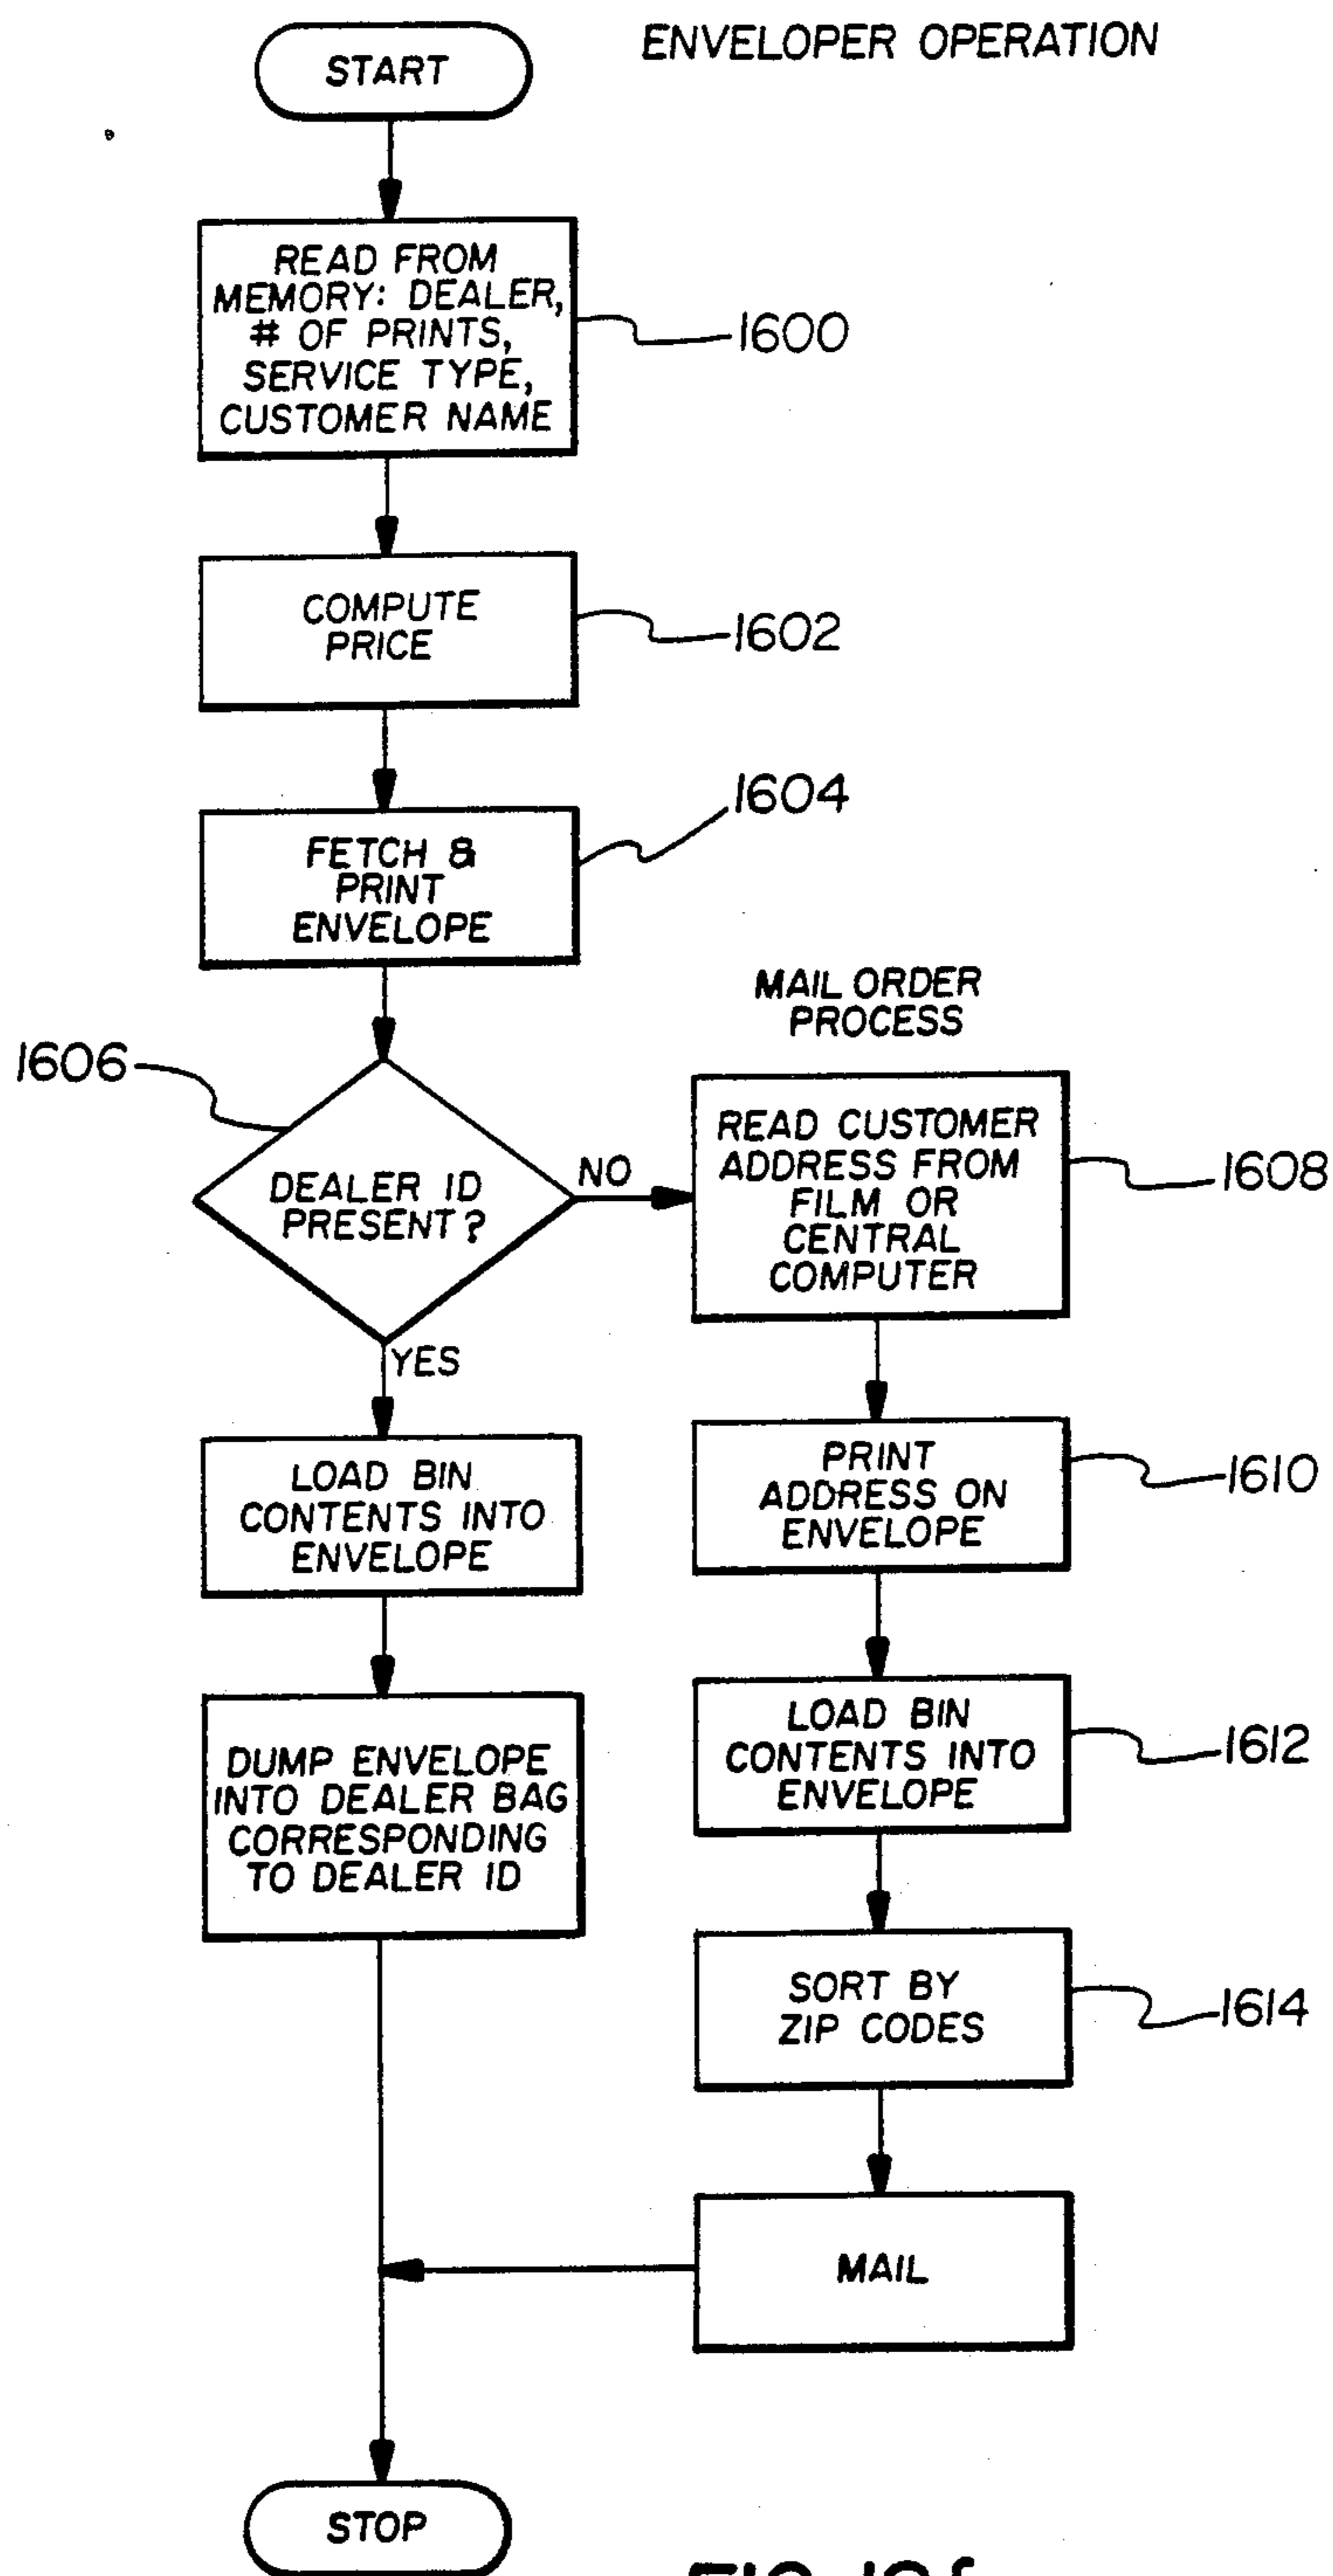 ENVELOPER OPERATION
START
READ FROM
MEMORY: DEALER,
# OF PRINTS,
SERVICE TYPE,
CUSTOMER NAME
1600
COMPUTE
PRICE
1602
FETCH &
PRINT
ENVELOPE
1604
1606
DEALER ID
PRESENT?
NO
YES
MAIL ORDER
PROCESS
READ CUSTOMER
ADDRESS FROM
FILM OR
CENTRAL
COMPUTER
1608
LOAD BIN
CONTENTS INTO
ENVELOPE
PRINT
ADDRESS ON
ENVELOPE
1610
DUMP ENVELOPE
INTO DEALER BAG
CORRESPONDING
TO DEALER ID
LOAD BIN
CONTENTS INTO
ENVELOPE
1612
SORT BY
ZIP CODES
1614
MAIL
STOP